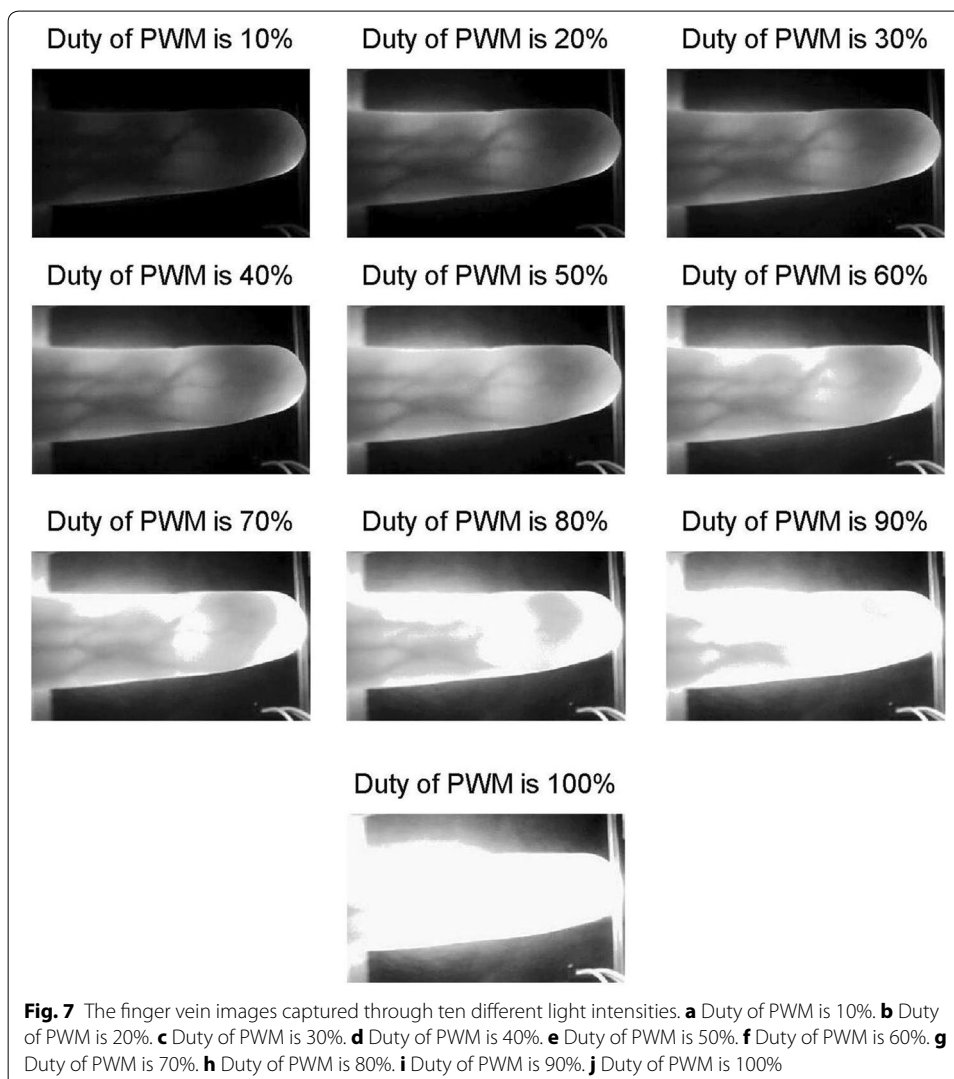 Duty of PWM is 10%
Duty of PWM is 20%
Duty of PWM is 30%
Duty of PWM is 40%
Duty of PWM is 50%
Duty of PWM is 60%
Duty of PWM is 70%
Duty of PWM is 80%
Duty of PWM is 90%
Duty of PWM is 100%
Fig. 7 The finger vein images captured through ten different light intensities. a Duty of PWM is 10%. b Duty
of PWM is 20%. c Duty of PWM is 30%. d Duty of PWM is 40%. e Duty of PWM is 50%. f Duty of PWM is 60%. g
Duty of PWM is 70%. h Duty of PWM is 80%. i Duty of PWM is 90%. j Duty of PWM is 100%